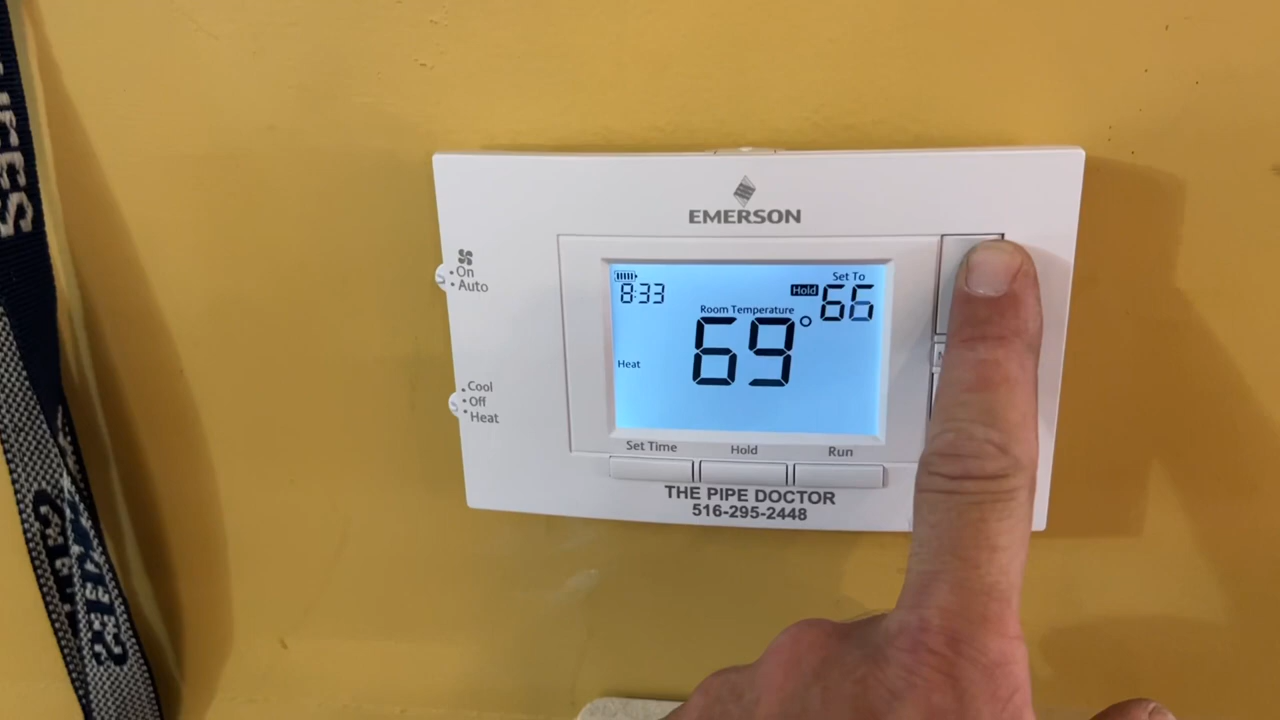 EMERSON
On
Auto
8:33
Set To
Hold
66
Room Temperature
69°
Heat
Cool
Off
Heat
Set Time
Hold
Run
THE PIPE DOCTOR
516-295-2448